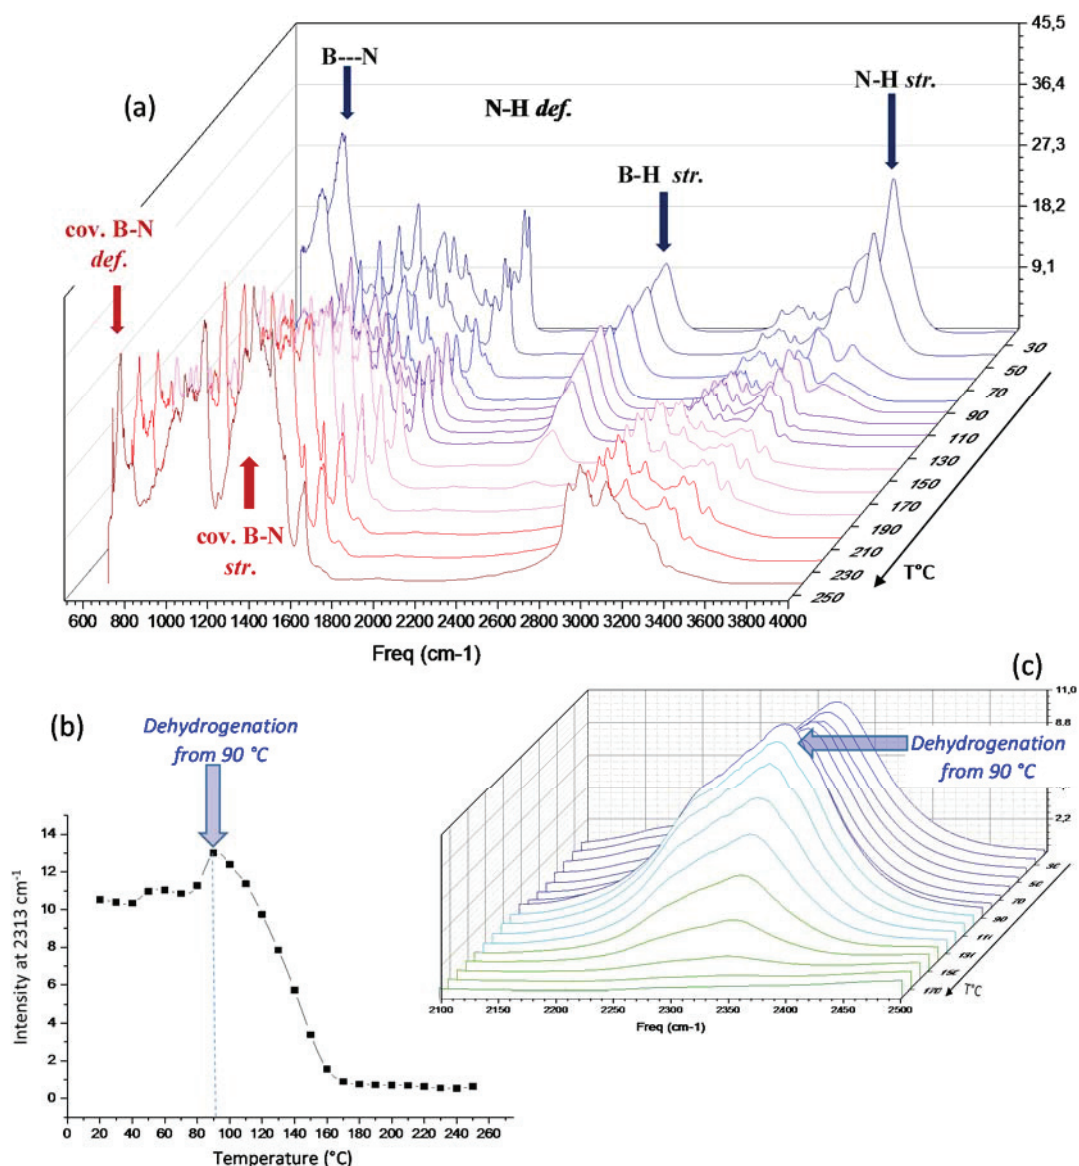 (a)
B---N
N-H def.
N-H str.
B-H str.
cov. B-N
def.
cov. B-N
str.
45,5
36,4
27,3
18,2
9,1
30
50
70
90
110
130
150
170
190
210
230
250
T°C
600 800 1000 1200 1400 1600 1800 2000 2200 2400 2600 2800 3000 3200 3400 3600 3800 4000
Freq (cm-1)
(b)
Dehydrogenation
from 90 °C
14
12
10
8
6
4
2
0
Intensity at 2313 cm⁻¹
0 20 40 60 80 100 120 140 160 180 200 220 240 260
Temperature (°C)
(c)
11,0
8,8
2,2
Dehydrogenation
from 90 °C
50
70
90
170
T°C
2100 2150 2200 2250 2300 2350 2400 2450 2500
Freq (cm-1)